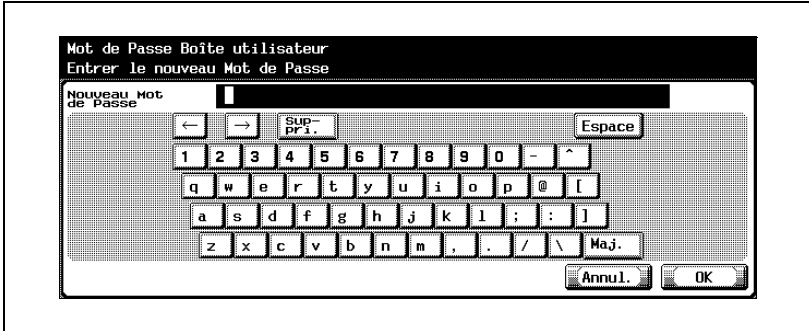 Mot de Passe Boîte utilisateur
Entrer le nouveau Mot de Passe
Nouveau Mot
de Passe
← → Sup-
pri. Espace
1 2 3 4 5 6 7 8 9 0 - ^
q w e r t y u i o p @ [
a s d f g h j k l ; : ]
z x c v b n m , . / \ Maj.
Annul. OK